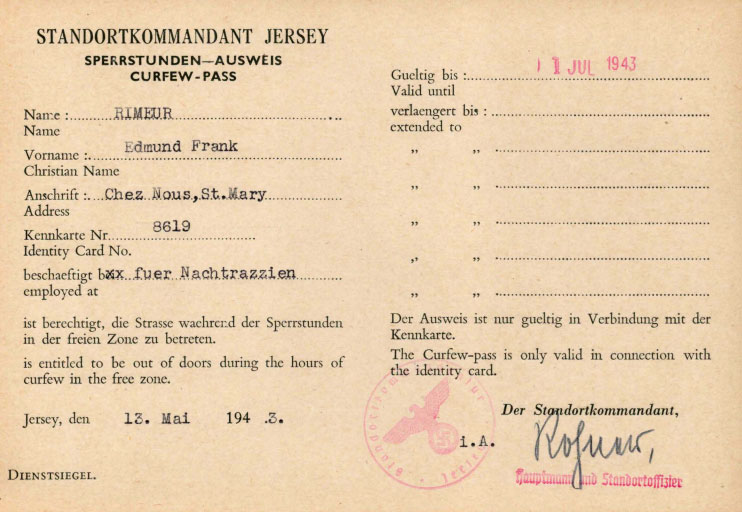 STANDORTKOMMANDANT JERSEY
SPERRSTUNDEN—AUSWEIS
CURFEW-PASS
Name : RIMEUR
Name
Vorname : Edmund Frank
Christian Name
Anschrift : Chez Nous,St.Mary
Address
Kennkarte Nr. 8619
Identity Card No.
beschaeftigt bxx fuer Nachtrazzien
employed at
ist berechtigt, die Strasse waehrend der Sperrstunden
in der freien Zone zu betreten.
is entitled to be out of doors during the hours of
curfew in the free zone.
Jersey, den 13. Mai 194 .3.
DIENSTSIEGEL.
Gueltig bis : 1 JUL 1943
Valid until
verlaengert bis :
extended to
„ „
„ „
„ „
„ „
„ „
Der Ausweis ist nur gueltig in Verbindung mit der
Kennkarte.
The Curfew-pass is only valid in connection with
the identity card.
Der Standortkommandant,
i.A.
Hauptmann und Standortoffizier